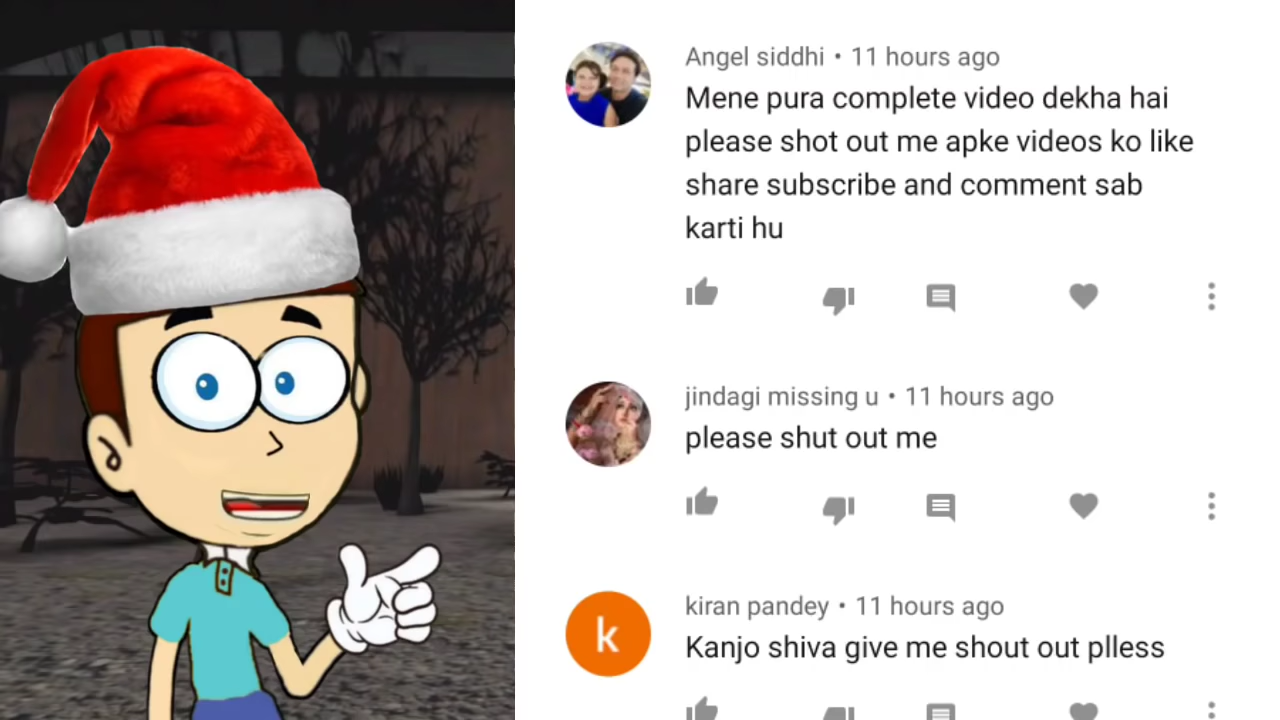 Angel siddhi • 11 hours ago
Mene pura complete video dekha hai
please shot out me apke videos ko like
share subscribe and comment sab
karti hu
jindagi missing u • 11 hours ago
please shut out me
k
kiran pandey • 11 hours ago
Kanjo shiva give me shout out plless